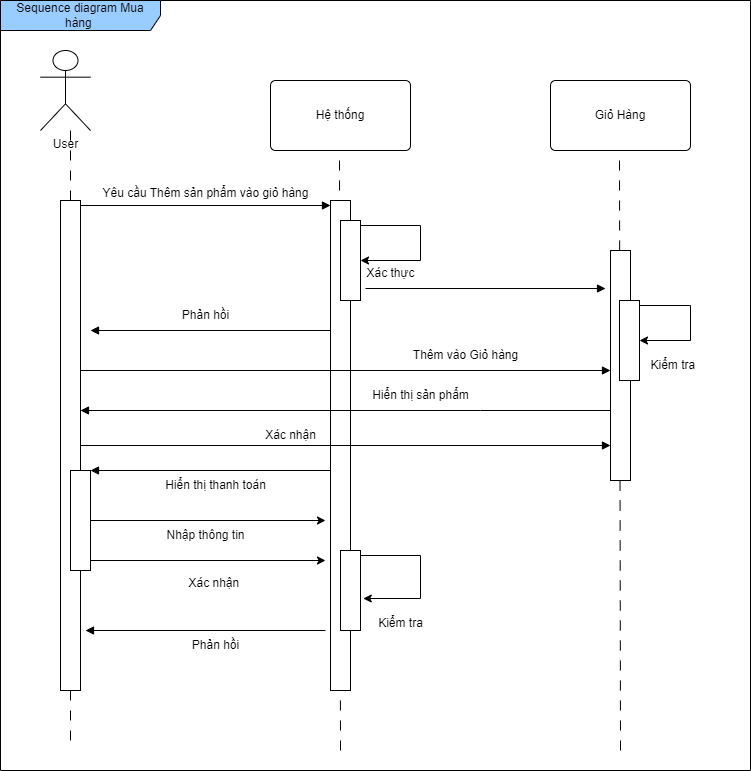 Sequence diagram Mua
hàng
User
Hệ thống
Giỏ Hàng
Yêu cầu Thêm sản phẩm vào giỏ hàng
Xác thực
Phản hồi
Thêm vào Giỏ hàng
Kiểm tra
Hiển thị sản phẩm
Xác nhận
Hiển thị thanh toán
Nhập thông tin
Xác nhận
Kiểm tra
Phản hồi